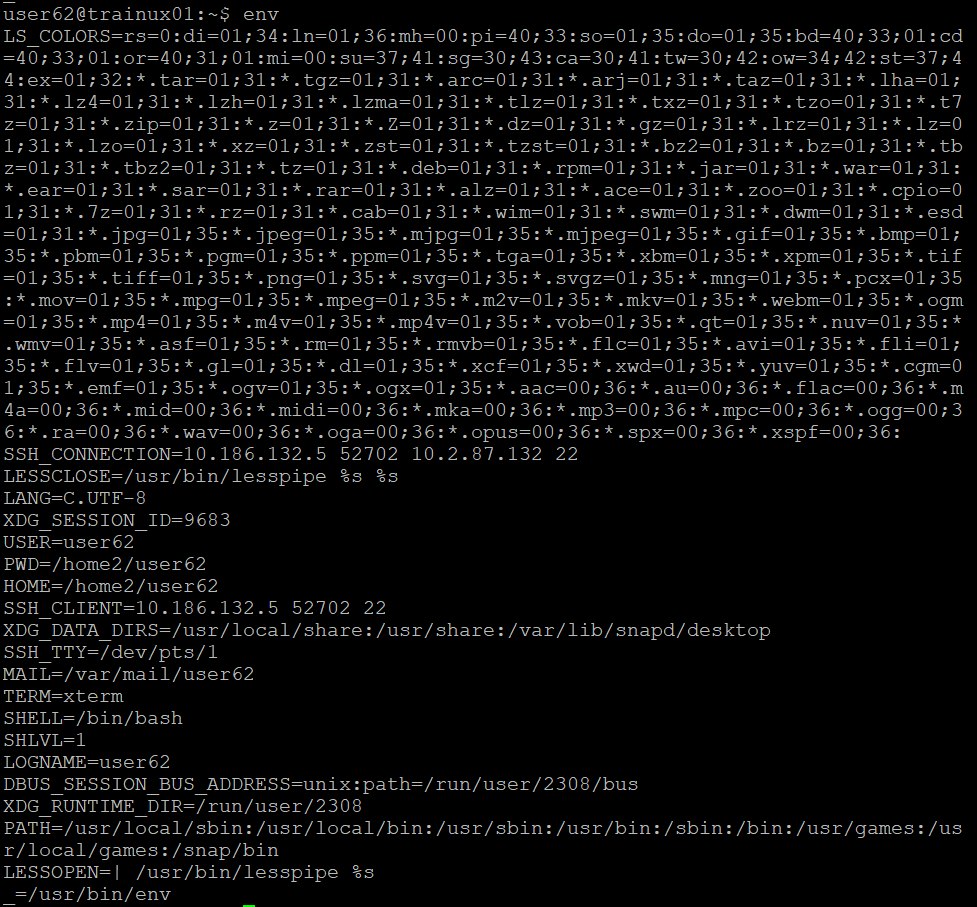 user62@trainux01:~$ env
LS_COLORS=rs=0:di=01;34:ln=01;36:mh=00:pi=40;33:so=01;35:do=01;35:bd=40;33;01:cd
=40;33;01:or=40;31;01:mi=00:su=37;41:sg=30;43:ca=30;41:tw=30;42:ow=34;42:st=37;4
4:ex=01;32:*.tar=01;31:*.tgz=01;31:*.arc=01;31:*.arj=01;31:*.taz=01;31:*.lha=01;
31:*.lz4=01;31:*.lzh=01;31:*.lzma=01;31:*.tlz=01;31:*.txz=01;31:*.tzo=01;31:*.t7
z=01;31:*.zip=01;31:*.z=01;31:*.Z=01;31:*.dz=01;31:*.gz=01;31:*.lrz=01;31:*.lz=0
1;31:*.lzo=01;31:*.xz=01;31:*.zst=01;31:*.tzst=01;31:*.bz2=01;31:*.bz=01;31:*.tb
z=01;31:*.tbz2=01;31:*.tz=01;31:*.deb=01;31:*.rpm=01;31:*.jar=01;31:*.war=01;31:
*.ear=01;31:*.sar=01;31:*.rar=01;31:*.alz=01;31:*.ace=01;31:*.zoo=01;31:*.cpio=0
1;31:*.7z=01;31:*.rz=01;31:*.cab=01;31:*.wim=01;31:*.swm=01;31:*.dwm=01;31:*.esd
=01;31:*.jpg=01;35:*.jpeg=01;35:*.mjpg=01;35:*.mjpeg=01;35:*.gif=01;35:*.bmp=01;
35:*.pbm=01;35:*.pgm=01;35:*.ppm=01;35:*.tga=01;35:*.xbm=01;35:*.xpm=01;35:*.tif
=01;35:*.tiff=01;35:*.png=01;35:*.svg=01;35:*.svgz=01;35:*.mng=01;35:*.pcx=01;35
:*.mov=01;35:*.mpg=01;35:*.mpeg=01;35:*.m2v=01;35:*.mkv=01;35:*.webm=01;35:*.ogm
=01;35:*.mp4=01;35:*.m4v=01;35:*.mp4v=01;35:*.vob=01;35:*.qt=01;35:*.nuv=01;35:*
.wmv=01;35:*.asf=01;35:*.rm=01;35:*.rmvb=01;35:*.flc=01;35:*.avi=01;35:*.fli=01;
35:*.flv=01;35:*.gl=01;35:*.dl=01;35:*.xcf=01;35:*.xwd=01;35:*.yuv=01;35:*.cgm=0
1;35:*.emf=01;35:*.ogv=01;35:*.ogx=01;35:*.aac=00;36:*.au=00;36:*.flac=00;36:*.m
4a=00;36:*.mid=00;36:*.midi=00;36:*.mka=00;36:*.mp3=00;36:*.mpc=00;36:*.ogg=00;3
6:*.ra=00;36:*.wav=00;36:*.oga=00;36:*.opus=00;36:*.spx=00;36:*.xspf=00;36:
SSH_CONNECTION=10.186.132.5 52702 10.2.87.132 22
LESSCLOSE=/usr/bin/lesspipe %s %s
LANG=C.UTF-8
XDG_SESSION_ID=9683
USER=user62
PWD=/home2/user62
HOME=/home2/user62
SSH_CLIENT=10.186.132.5 52702 22
XDG_DATA_DIRS=/usr/local/share:/usr/share:/var/lib/snapd/desktop
SSH_TTY=/dev/pts/1
MAIL=/var/mail/user62
TERM=xterm
SHELL=/bin/bash
SHLVL=1
LOGNAME=user62
DBUS_SESSION_BUS_ADDRESS=unix:path=/run/user/2308/bus
XDG_RUNTIME_DIR=/run/user/2308
PATH=/usr/local/sbin:/usr/local/bin:/usr/sbin:/usr/bin:/sbin:/bin:/usr/games:/us
r/local/games:/snap/bin
LESSOPEN=| /usr/bin/lesspipe %s
_=/usr/bin/env